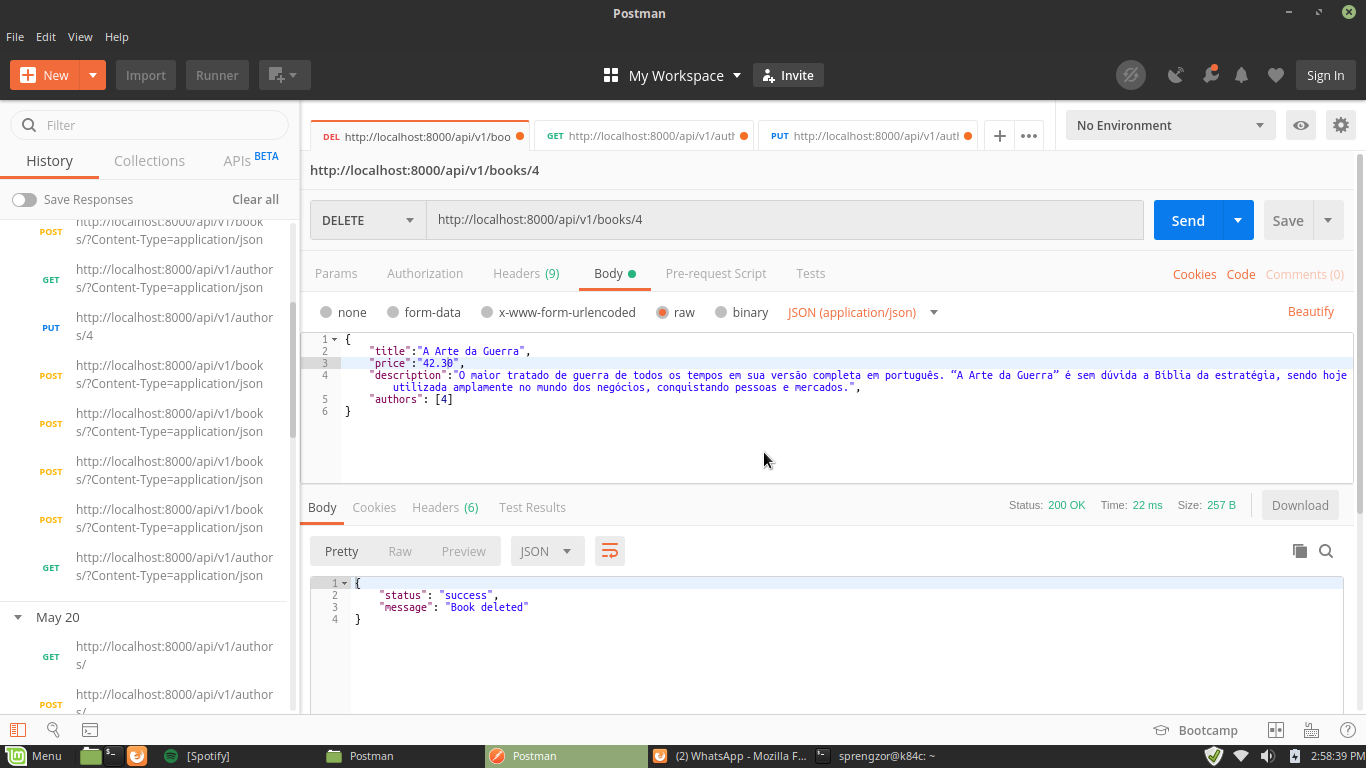 Postman
File Edit View Help
New Import Runner My Workspace Invite Sign In
Filter
History Collections APIs BETA
Save Responses Clear all
http://localhost:8000/api/v1/book
POST s/?Content-Type=application/json
http://localhost:8000/api/v1/author
GET s/?Content-Type=application/json
http://localhost:8000/api/v1/author
PUT s/4
http://localhost:8000/api/v1/book
POST s/?Content-Type=application/json
http://localhost:8000/api/v1/book
POST s/?Content-Type=application/json
http://localhost:8000/api/v1/book
POST s/?Content-Type=application/json
http://localhost:8000/api/v1/book
POST s/?Content-Type=application/json
http://localhost:8000/api/v1/author
GET s/?Content-Type=application/json
May 20
http://localhost:8000/api/v1/author
GET s/
http://localhost:8000/api/v1/author
POST s/
DEL http://localhost:8000/api/v1/boo GET http://localhost:8000/api/v1/auth PUT http://localhost:8000/api/v1/auth
No Environment
http://localhost:8000/api/v1/books/4
DELETE http://localhost:8000/api/v1/books/4 Send Save
Params Authorization Headers (9) Body Pre-request Script Tests Cookies Code Comments (0)
none form-data x-www-form-urlencoded raw binary JSON (application/json) Beautify
1 {
2 "title":"A Arte da Guerra",
3 "price":"42.30",
4 "description":"O maior tratado de guerra de todos os tempos em sua versão completa em português. “A Arte da Guerra” é sem dúvida a Bíblia da estratégia, sendo hoje
utilizada amplamente no mundo dos negócios, conquistando pessoas e mercados.",
5 "authors": [4]
6 }
Body Cookies Headers (6) Test Results Status: 200 OK Time: 22 ms Size: 257 B Download
Pretty Raw Preview JSON
1 {
2 "status": "success",
3 "message": "Book deleted"
4 }
Bootcamp
Menu [Spotify] Postman Postman (2) WhatsApp - Mozilla F... sprengzor@k84c: ~ 2:58:39 PM